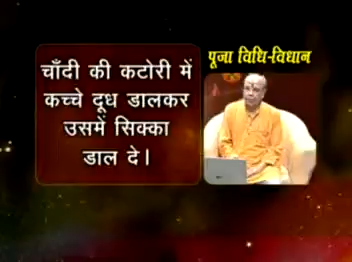 पूजा विधि-विधान
चाँदी की कटोरी में
कच्चे दूध डालकर
उसमें सिक्का
डाल दे।